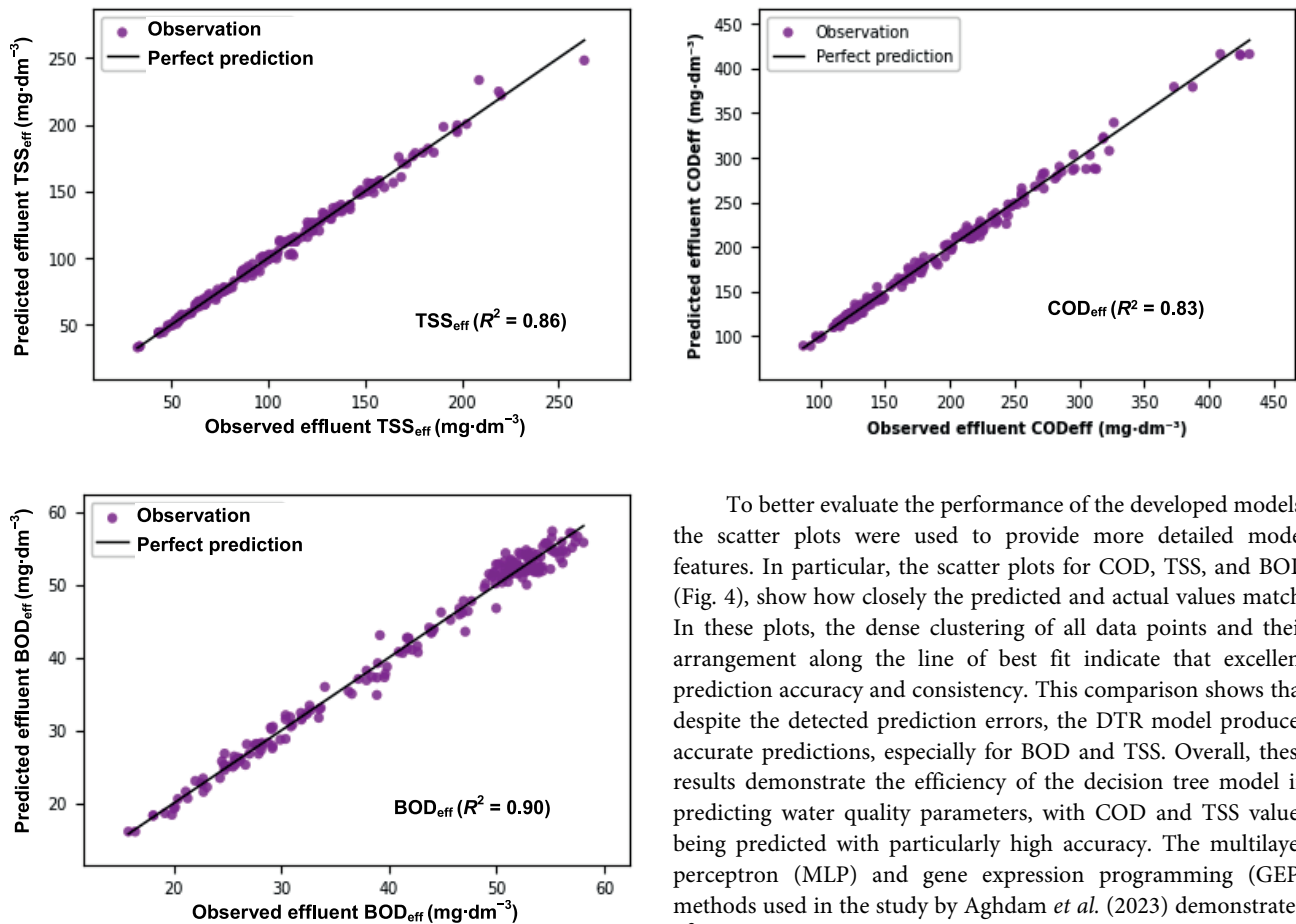 Observation
Perfect prediction
Predicted effluent TSSeff (mg·dm⁻³)
250
200
150
100
50
TSSeff (R² = 0.86)
50 100 150 200 250
Observed effluent TSSeff (mg·dm⁻³)
Observation
Perfect prediction
Predicted effluent CODeff (mg·dm⁻³)
450
400
350
300
250
200
150
100
CODeff (R² = 0.83)
100 150 200 250 300 350 400 450
Observed effluent CODeff (mg·dm⁻³)
Observation
Perfect prediction
Predicted effluent BODeff (mg·dm⁻³)
60
50
40
30
20
BODeff (R² = 0.90)
20 30 40 50 60
Observed effluent BODeff (mg·dm⁻³)
To better evaluate the performance of the developed models
the scatter plots were used to provide more detailed mode
features. In particular, the scatter plots for COD, TSS, and BOI
(Fig. 4), show how closely the predicted and actual values match
In these plots, the dense clustering of all data points and thei
arrangement along the line of best fit indicate that excellen
prediction accuracy and consistency. This comparison shows tha
despite the detected prediction errors, the DTR model produce
accurate predictions, especially for BOD and TSS. Overall, thes
results demonstrate the efficiency of the decision tree model i
predicting water quality parameters, with COD and TSS value
being predicted with particularly high accuracy. The multilaye
perceptron (MLP) and gene expression programming (GEP
methods used in the study by Aghdam et al. (2023) demonstrate